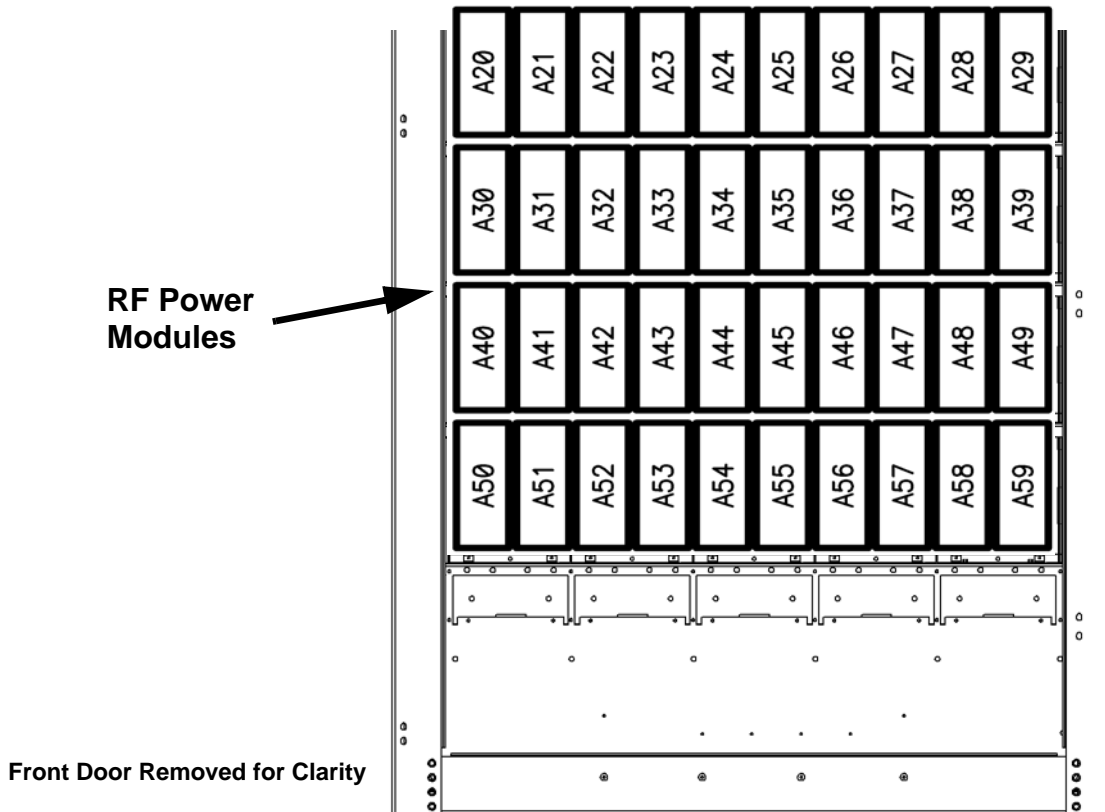 A20 A21 A22 A23 A24 A25 A26 A27 A28 A29
A30 A31 A32 A33 A34 A35 A36 A37 A38 A39
RF Power
Modules
A40 A41 A42 A43 A44 A45 A46 A47 A48 A49
A50 A51 A52 A53 A54 A55 A56 A57 A58 A59
Front Door Removed for Clarity